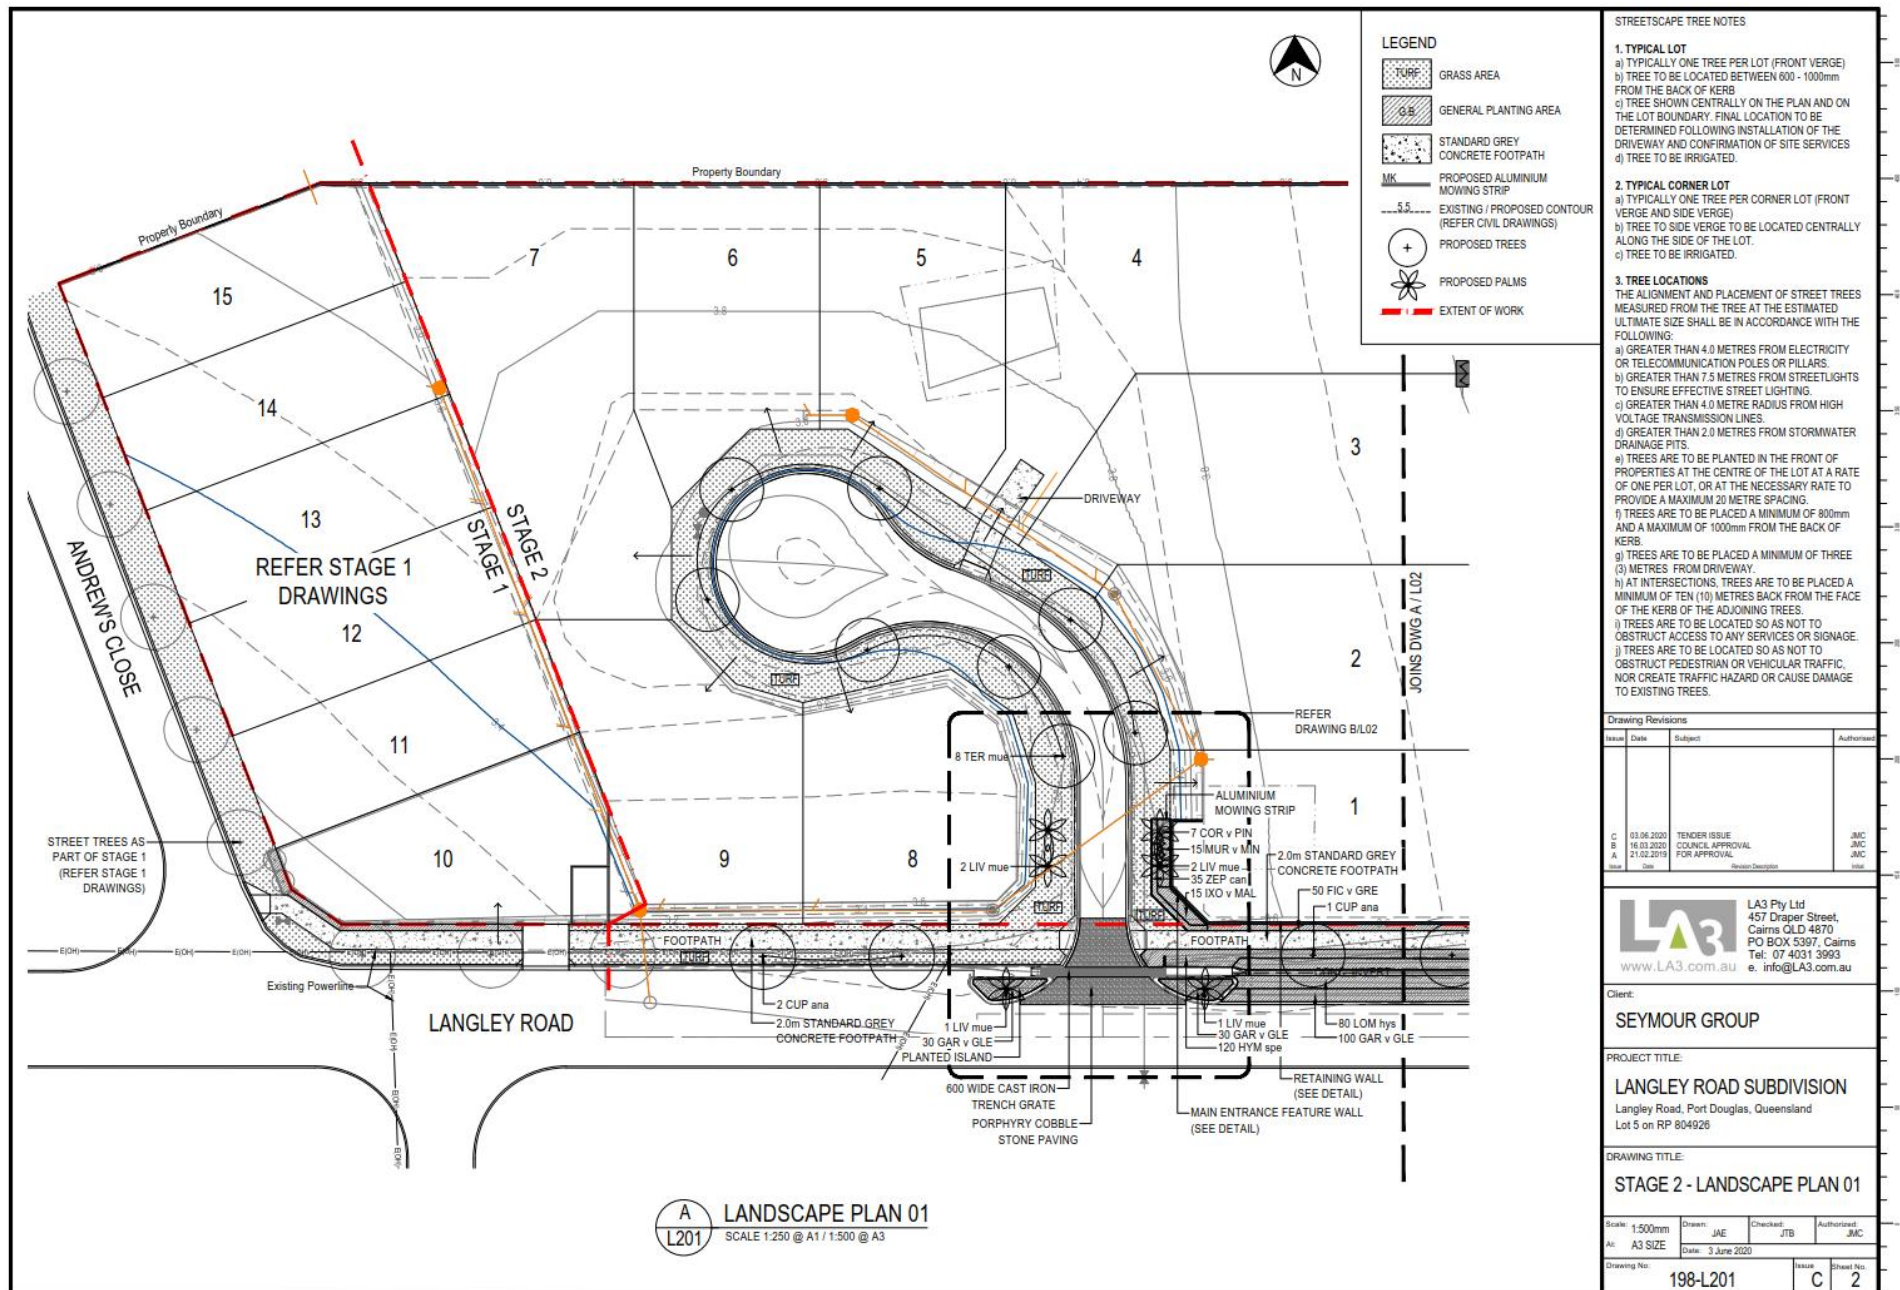 LEGEND
TURF
GRASS AREA
G.B.
GENERAL PLANTING AREA
STANDARD GREY
CONCRETE FOOTPATH
MK
PROPOSED ALUMINIUM
MOWING STRIP
5.5
EXISTING / PROPOSED CONTOUR
(REFER CIVIL DRAWINGS)
PROPOSED TREES
PROPOSED PALMS
EXTENT OF WORK
N
Property Boundary
Property Boundary
15
14
13
12
11
10
9
8
7
6
5
4
3
2
1
3.8
REFER STAGE 1
DRAWINGS
STAGE 1
STAGE 2
ANDREW'S CLOSE
LANGLEY ROAD
STREET TREES AS
PART OF STAGE 1
(REFER STAGE 1
DRAWINGS)
DRIVEWAY
TURF
TURF
TURF
TURF
TURF
JOINS DWG A / L02
REFER
DRAWING B/L02
8 TER mue
2 LIV mue
ALUMINIUM
MOWING STRIP
7 COR v PIN
15 MUR v MIN
2 LIV mue
35 ZEP can
15 IXO v MAL
2.0m STANDARD GREY
CONCRETE FOOTPATH
50 FIC v GRE
1 CUP ana
FOOTPATH
FOOTPATH
E(OH)
E(OH)
E(OH)
Existing Powerline
2 CUP ana
2.0m STANDARD GREY
CONCRETE FOOTPATH
1 LIV mue
30 GAR v GLE
PLANTED ISLAND
600 WIDE CAST IRON
TRENCH GRATE
PORPHYRY COBBLE
STONE PAVING
1 LIV mue
30 GAR v GLE
120 HYM spe
80 LOM hys
100 GAR v GLE
RETAINING WALL
(SEE DETAIL)
MAIN ENTRANCE FEATURE WALL
(SEE DETAIL)
A
L201
LANDSCAPE PLAN 01
SCALE 1:250 @ A1 / 1:500 @ A3
STREETSCAPE TREE NOTES
1. TYPICAL LOT
a) TYPICALLY ONE TREE PER LOT (FRONT VERGE)
b) TREE TO BE LOCATED BETWEEN 600 - 1000mm
FROM THE BACK OF KERB
c) TREE SHOWN CENTRALLY ON THE PLAN AND ON
THE LOT BOUNDARY. FINAL LOCATION TO BE
DETERMINED FOLLOWING INSTALLATION OF THE
DRIVEWAY AND CONFIRMATION OF SITE SERVICES
d) TREE TO BE IRRIGATED.
2. TYPICAL CORNER LOT
a) TYPICALLY ONE TREE PER CORNER LOT (FRONT
VERGE AND SIDE VERGE)
b) TREE TO SIDE VERGE TO BE LOCATED CENTRALLY
ALONG THE SIDE OF THE LOT.
c) TREE TO BE IRRIGATED.
3. TREE LOCATIONS
THE ALIGNMENT AND PLACEMENT OF STREET TREES
MEASURED FROM THE TREE AT THE ESTIMATED
ULTIMATE SIZE SHALL BE IN ACCORDANCE WITH THE
FOLLOWING:
a) GREATER THAN 4.0 METRES FROM ELECTRICITY
OR TELECOMMUNICATION POLES OR PILLARS.
b) GREATER THAN 7.5 METRES FROM STREETLIGHTS
TO ENSURE EFFECTIVE STREET LIGHTING.
c) GREATER THAN 4.0 METRE RADIUS FROM HIGH
VOLTAGE TRANSMISSION LINES.
d) GREATER THAN 2.0 METRES FROM STORMWATER
DRAINAGE PITS.
e) TREES ARE TO BE PLANTED IN THE FRONT OF
PROPERTIES AT THE CENTRE OF THE LOT AT A RATE
OF ONE PER LOT, OR AT THE NECESSARY RATE TO
PROVIDE A MAXIMUM 20 METRE SPACING.
f) TREES ARE TO BE PLACED A MINIMUM OF 800mm
AND A MAXIMUM OF 1000mm FROM THE BACK OF
KERB.
g) TREES ARE TO BE PLACED A MINIMUM OF THREE
(3) METRES FROM DRIVEWAY.
h) AT INTERSECTIONS, TREES ARE TO BE PLACED A
MINIMUM OF TEN (10) METRES BACK FROM THE FACE
OF THE KERB OF THE ADJOINING TREES.
i) TREES ARE TO BE LOCATED SO AS NOT TO
OBSTRUCT ACCESS TO ANY SERVICES OR SIGNAGE.
j) TREES ARE TO BE LOCATED SO AS NOT TO
OBSTRUCT PEDESTRIAN OR VEHICULAR TRAFFIC,
NOR CREATE TRAFFIC HAZARD OR CAUSE DAMAGE
TO EXISTING TREES.
Drawing Revisions
Issue Date Subject Authorised
C 03.06.2020 TENDER ISSUE JMC
B 16.03.2020 COUNCIL APPROVAL JMC
A 21.02.2019 FOR APPROVAL JMC
Issue Date Revision Description Initial
LA3
www.LA3.com.au
LA3 Pty Ltd
457 Draper Street,
Cairns QLD 4870
PO BOX 5397, Cairns
Tel: 07 4031 3993
e. info@LA3.com.au
Client:
SEYMOUR GROUP
PROJECT TITLE:
LANGLEY ROAD SUBDIVISION
Langley Road, Port Douglas, Queensland
Lot 5 on RP 804926
DRAWING TITLE:
STAGE 2 - LANDSCAPE PLAN 01
Scale: 1:500mm
At: A3 SIZE
Drawn: JAE
Checked: JTB
Authorized: JMC
Date: 3 June 2020
Drawing No: 198-L201
Issue C
Sheet No. 2